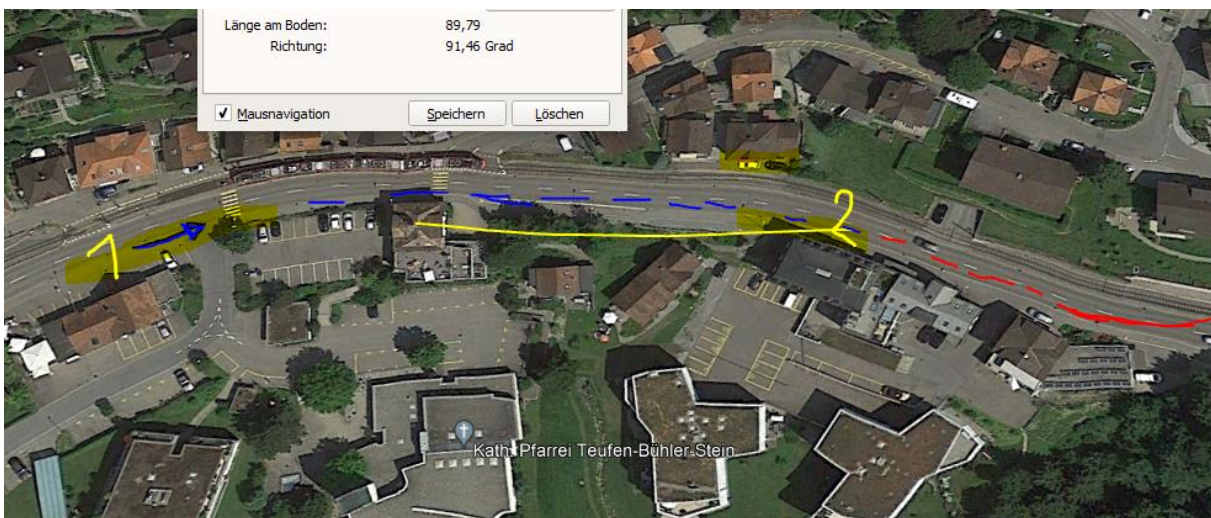 Länge am Boden: 89,79
Richtung: 91,46 Grad
Mausnavigation Speichern Löschen
1
2
Kath. Pfarrei Teufen-Bühler-Stein